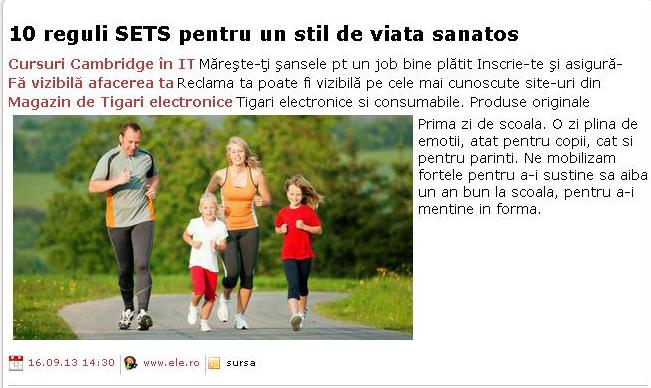 10 reguli SETS pentru un stil de viata sanatos
Cursuri Cambridge în IT Măreşte-ţi şansele pt un job bine plătit Inscrie-te şi asigură-
Fă vizibilă afacerea ta Reclama ta poate fi vizibilă pe cele mai cunoscute site-uri din
Magazin de Tigari electronice Tigari electronice si consumabile. Produse originale
Prima zi de scoala. O zi plina de
emotii, atat pentru copii, cat si
pentru parinti. Ne mobilizam
fortele pentru a-i sustine sa aiba
un an bun la scoala, pentru a-i
mentine in forma.
16.09.13 14:30 www.ele.ro sursa